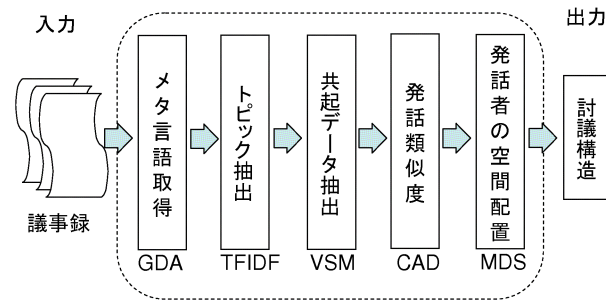 入力
議事録
メタ言語取得
GDA
トピック抽出
TFIDF
共起データ抽出
VSM
発話類似度
CAD
発話者の空間配置
MDS
出力
討議構造